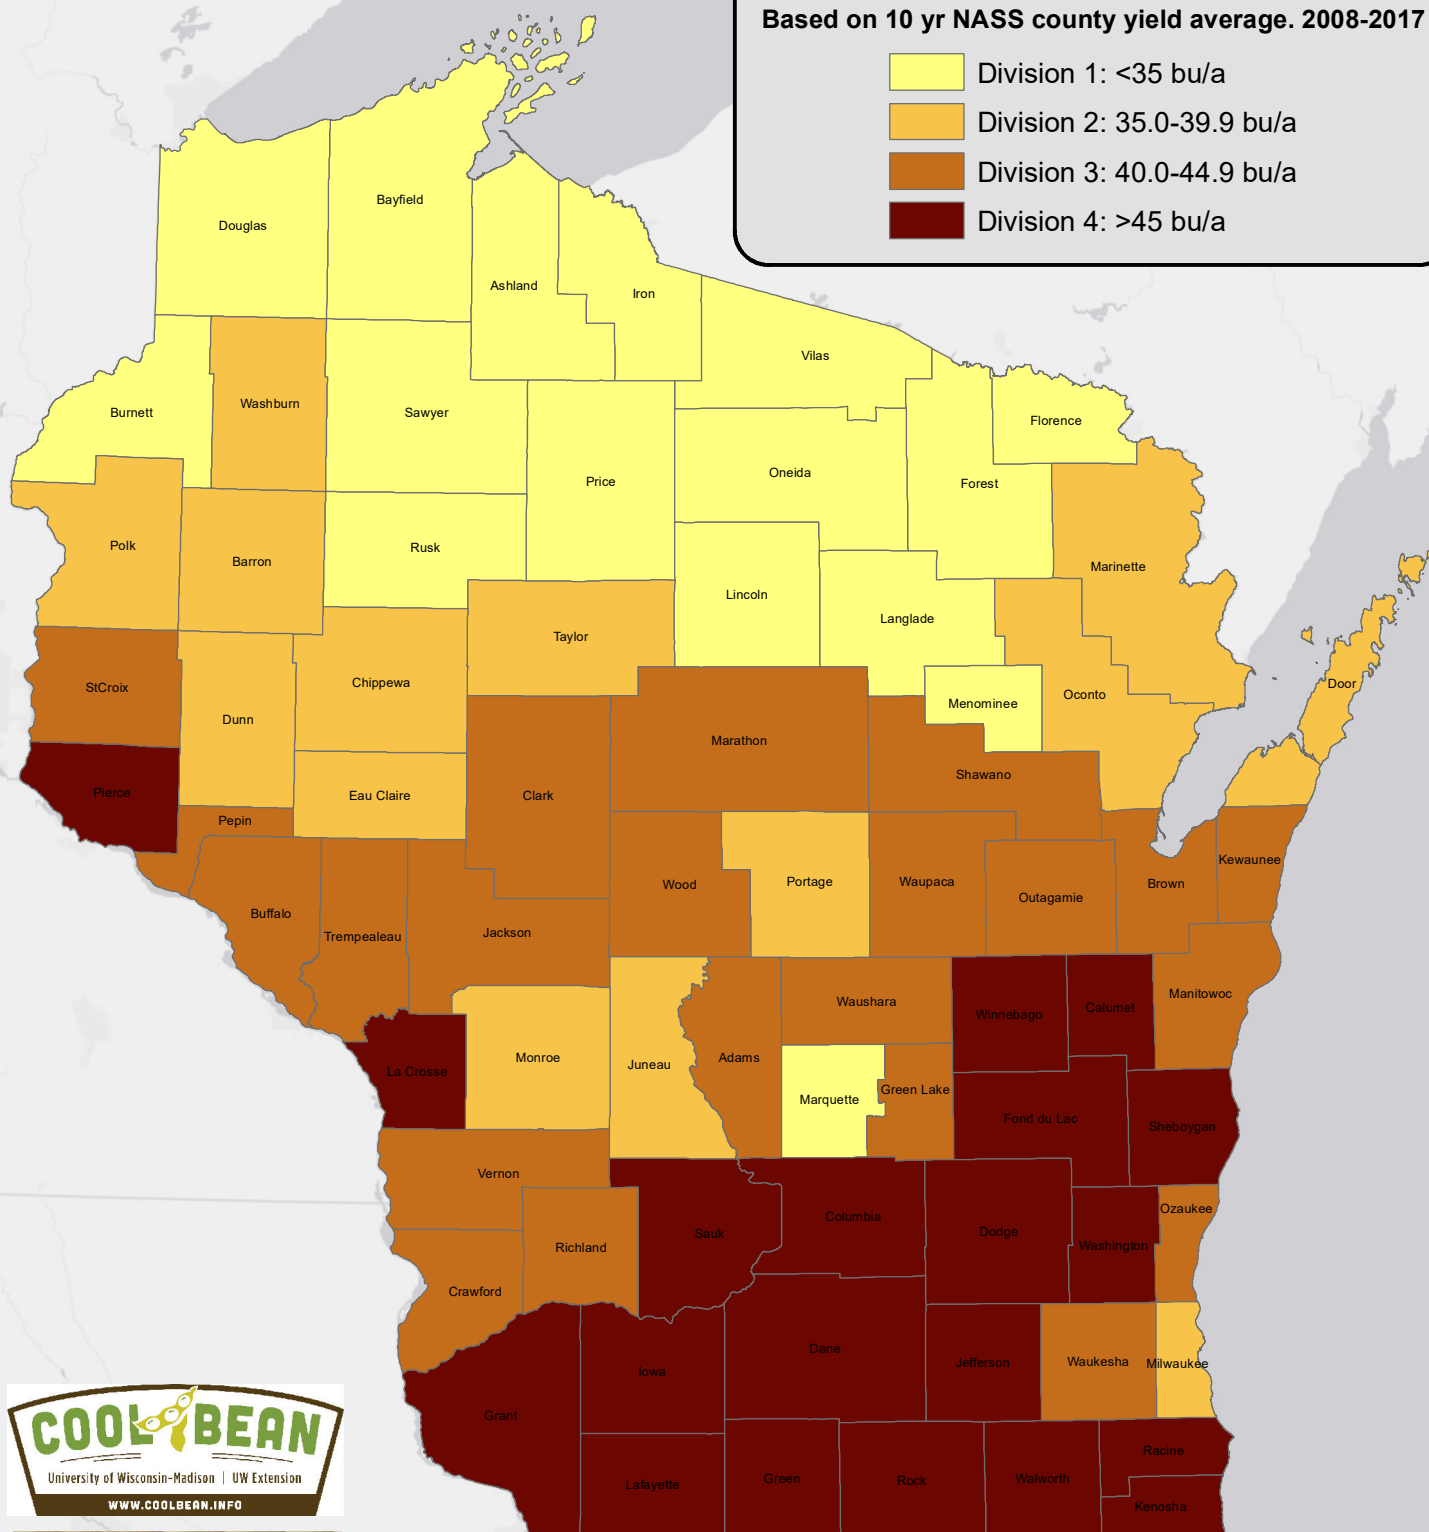 Based on 10 yr NASS county yield average. 2008-2017
Division 1: <35 bu/a
Division 2: 35.0-39.9 bu/a
Division 3: 40.0-44.9 bu/a
Division 4: >45 bu/a
Bayfield
Douglas
Ashland
Iron
Vilas
Burnett
Washburn
Sawyer
Florence
Price
Oneida
Forest
Polk
Barron
Rusk
Marinette
Lincoln
Langlade
Taylor
StCroix
Chippewa
Door
Dunn
Menominee
Oconto
Marathon
Shawano
Pierce
Eau Claire
Clark
Pepin
Kewaunee
Wood
Portage
Waupaca
Brown
Outagamie
Buffalo
Trempealeau
Jackson
Waushara
Manitowoc
Winnebago
Calumet
Monroe
Juneau
Adams
La Crosse
Marquette
Green Lake
Fond du Lac
Sheboygan
Vernon
Ozaukee
Columbia
Sauk
Dodge
Richland
Washington
Crawford
Dane
Jefferson
Waukesha
Milwaukee
Iowa
Grant
Racine
Lafayette
Green
Rock
Walworth
Kenosha
COOL BEAN
University of Wisconsin-Madison | UW Extension
WWW.COOLBEAN.INFO